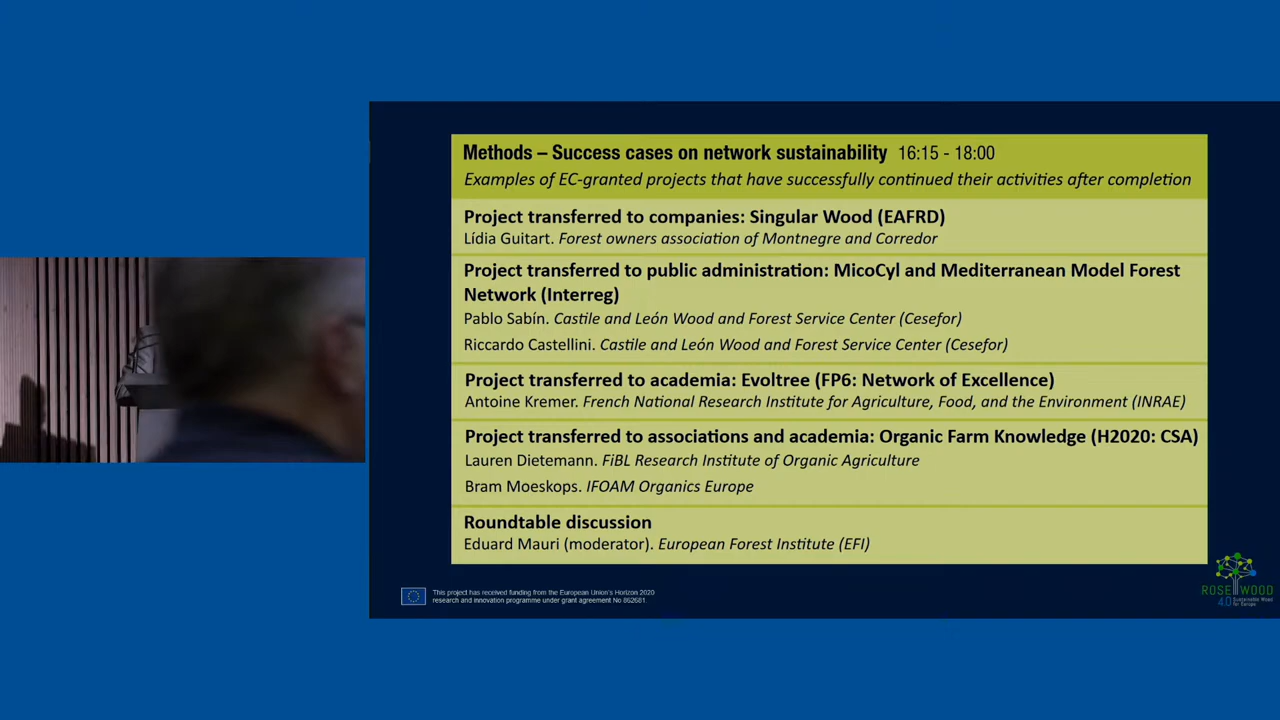 Methods – Success cases on network sustainability 16:15 - 18:00
Examples of EC-granted projects that have successfully continued their activities after completion
Project transferred to companies: Singular Wood (EAFRD)
Lídia Guitart. Forest owners association of Montnegre and Corredor
Project transferred to public administration: MicoCyl and Mediterranean Model Forest
Network (Interreg)
Pablo Sabín. Castile and León Wood and Forest Service Center (Cesefor)
Riccardo Castellini. Castile and León Wood and Forest Service Center (Cesefor)
Project transferred to academia: Evoltree (FP6: Network of Excellence)
Antoine Kremer. French National Research Institute for Agriculture, Food, and the Environment (INRAE)
Project transferred to associations and academia: Organic Farm Knowledge (H2020: CSA)
Lauren Dietemann. FiBL Research Institute of Organic Agriculture
Bram Moeskops. IFOAM Organics Europe
Roundtable discussion
Eduard Mauri (moderator). European Forest Institute (EFI)
This project has received funding from the European Union's Horizon 2020
research and innovation programme under grant agreement No 862681.
ROSEWOOD
4.0 Sustainable Wood
for Europe